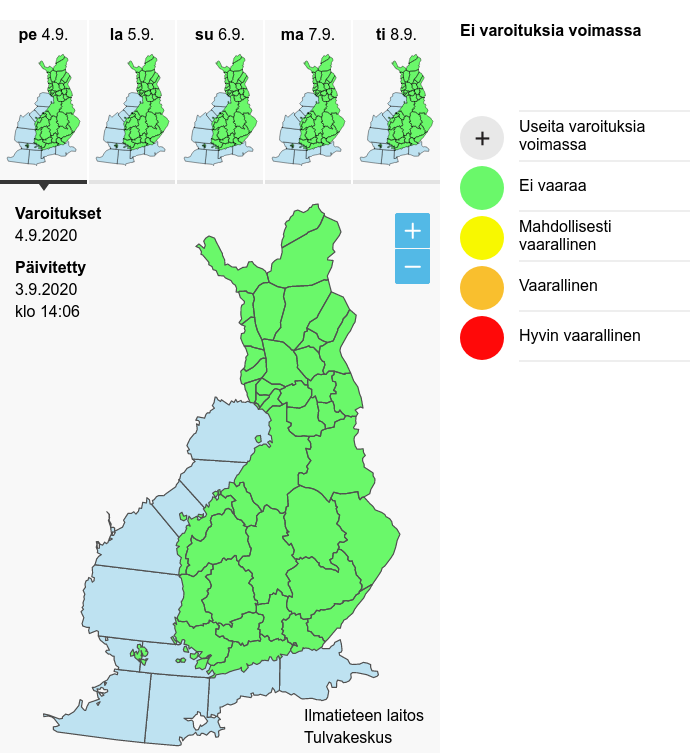 pe 4.9.
la 5.9.
su 6.9.
ma 7.9.
ti 8.9.
Varoitukset
4.9.2020
Päivitetty
3.9.2020
klo 14:06
+
−
Ilmatieteen laitos
Tulvakeskus
Ei varoituksia voimassa
+
Useita varoituksia
voimassa
Ei vaaraa
Mahdollisesti
vaarallinen
Vaarallinen
Hyvin vaarallinen